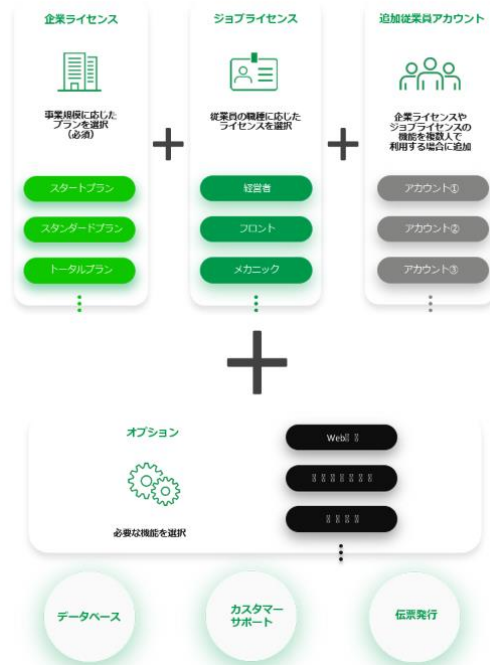 企業ライセンス
事業規模に応じた
プランを選択
（必須）
スタートプラン
スタンダードプラン
トータルプラン
ジョブライセンス
従業員の職種に応じた
ライセンスを選択
経営者
フロント
メカニック
追加従業員アカウント
企業ライセンスや
ジョブライセンスの
機能を複数人で
利用する場合に追加
アカウント①
アカウント②
アカウント③
オプション
必要な機能を選択
Web
データベース
カスタマー
サポート
伝票発行